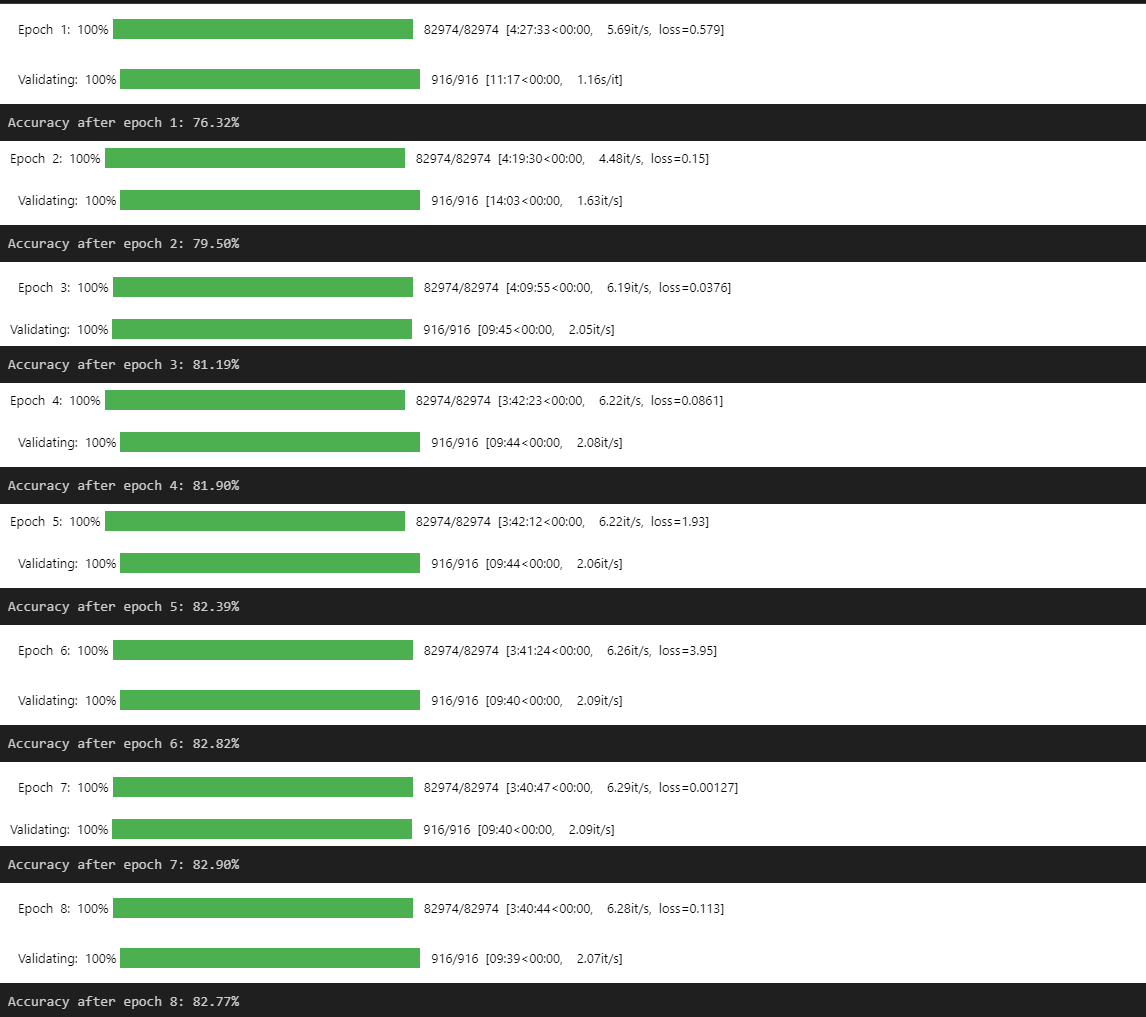 Epoch 1: 100% 82974/82974 [4:27:33<00:00, 5.69it/s, loss=0.579]
Validating: 100% 916/916 [11:17<00:00, 1.16s/it]
Accuracy after epoch 1: 76.32%
Epoch 2: 100% 82974/82974 [4:19:30<00:00, 4.48it/s, loss=0.15]
Validating: 100% 916/916 [14:03<00:00, 1.63it/s]
Accuracy after epoch 2: 79.50%
Epoch 3: 100% 82974/82974 [4:09:55<00:00, 6.19it/s, loss=0.0376]
Validating: 100% 916/916 [09:45<00:00, 2.05it/s]
Accuracy after epoch 3: 81.19%
Epoch 4: 100% 82974/82974 [3:42:23<00:00, 6.22it/s, loss=0.0861]
Validating: 100% 916/916 [09:44<00:00, 2.08it/s]
Accuracy after epoch 4: 81.90%
Epoch 5: 100% 82974/82974 [3:42:12<00:00, 6.22it/s, loss=1.93]
Validating: 100% 916/916 [09:44<00:00, 2.06it/s]
Accuracy after epoch 5: 82.39%
Epoch 6: 100% 82974/82974 [3:41:24<00:00, 6.26it/s, loss=3.95]
Validating: 100% 916/916 [09:40<00:00, 2.09it/s]
Accuracy after epoch 6: 82.82%
Epoch 7: 100% 82974/82974 [3:40:47<00:00, 6.29it/s, loss=0.00127]
Validating: 100% 916/916 [09:40<00:00, 2.09it/s]
Accuracy after epoch 7: 82.90%
Epoch 8: 100% 82974/82974 [3:40:44<00:00, 6.28it/s, loss=0.113]
Validating: 100% 916/916 [09:39<00:00, 2.07it/s]
Accuracy after epoch 8: 82.77%